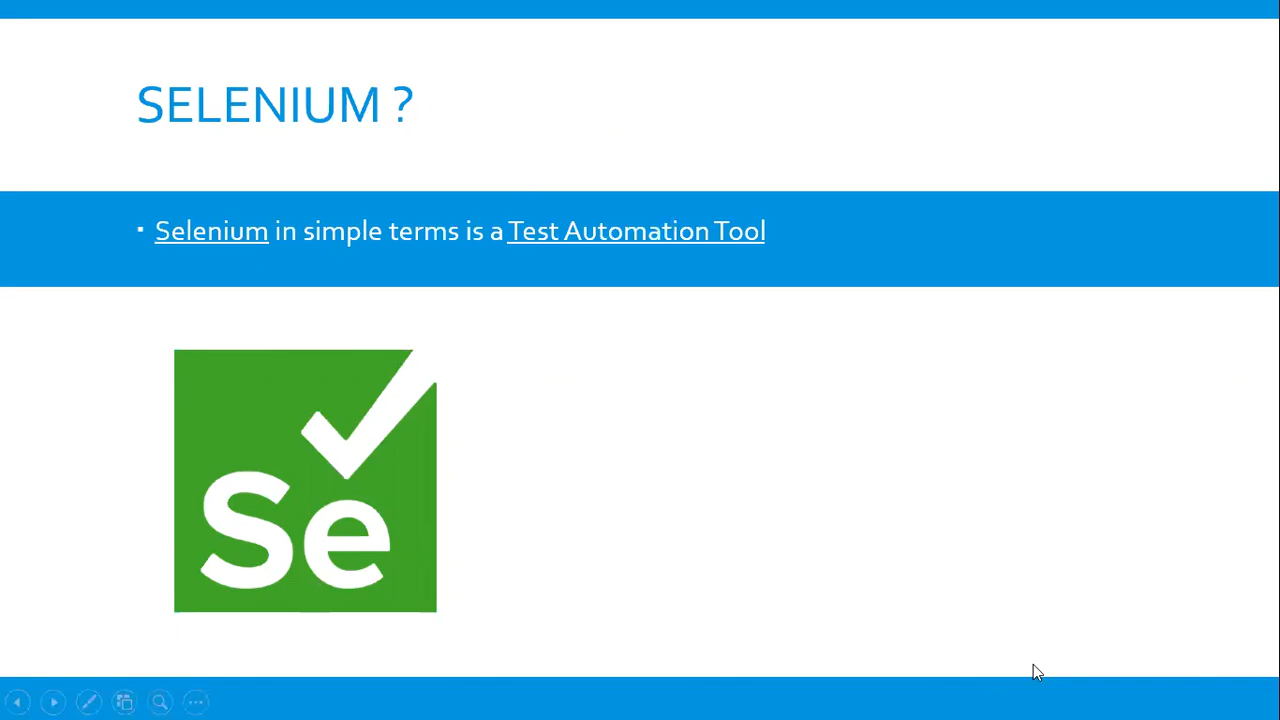 SELENIUM ?
▪ Selenium in simple terms is a Test Automation Tool
Se